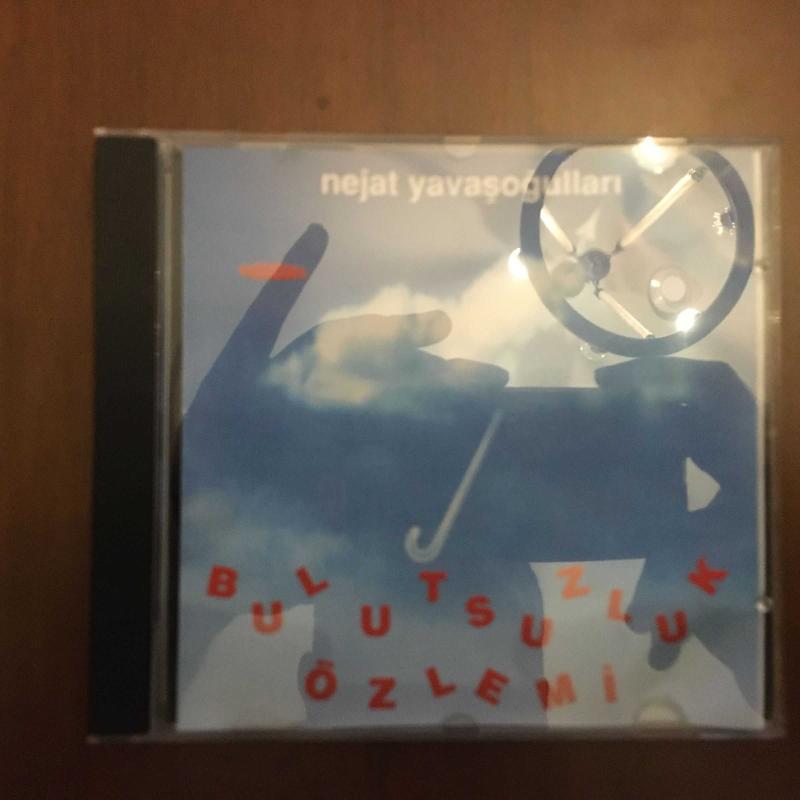 nejat yavaşoğulları
BULUTSUZLUK
ÖZLEMİ